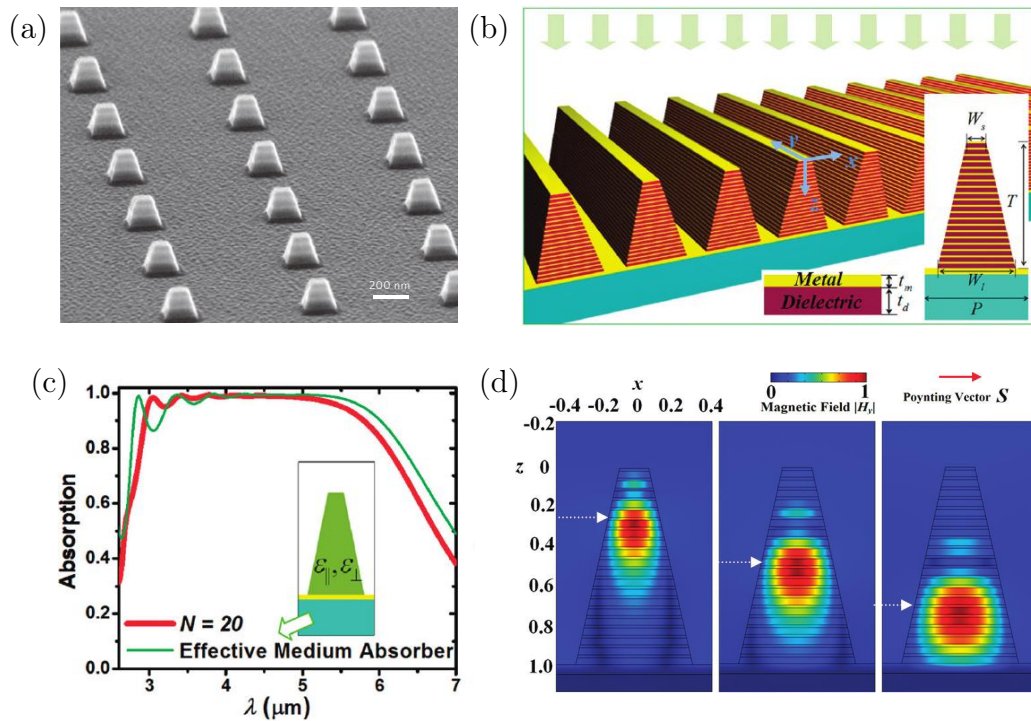 (a)
200 nm
(b)
W_s
T
y
x
z
Metal
t_m
Dielectric
t_d
W_l
P
(c)
1.0
0.8
0.6
0.4
0.2
0.0
Absorption
ε_∥, ε_⊥
N = 20
Effective Medium Absorber
3 4 5 6 7
λ (μm)
(d)
x
-0.4 -0.2 0 0.2 0.4
0 1
Magnetic Field |H_y|
Poynting Vector S
-0.2
z 0
0.2
0.4
0.6
0.8
1.0